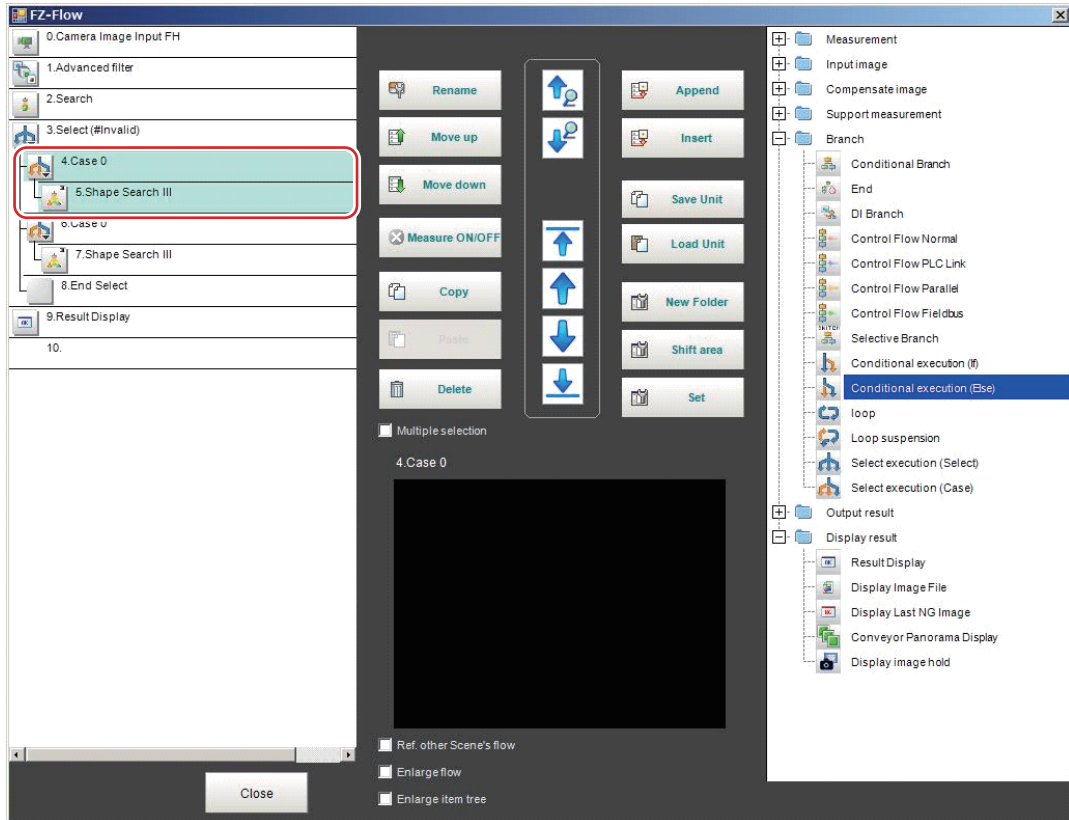 FZ-Flow
0.Camera Image Input FH
1.Advanced filter
2.Search
3.Select (#Invalid)
4.Case 0
5.Shape Search III
6.Case 0
7.Shape Search III
8.End Select
9.Result Display
10.
Close
Rename
Move up
Move down
Measure ON/OFF
Copy
Paste
Delete
Append
Insert
Save Unit
Load Unit
New Folder
Shift area
Set
Multiple selection
4.Case 0
Ref. other Scene's flow
Enlarge flow
Enlarge item tree
Measurement
Input image
Compensate image
Support measurement
Branch
Conditional Branch
End
DI Branch
Control Flow Normal
Control Flow PLC Link
Control Flow Parallel
Control Flow Fieldbus
Selective Branch
Conditional execution (If)
Conditional execution (Else)
loop
Loop suspension
Select execution (Select)
Select execution (Case)
Output result
Display result
Result Display
Display Image File
Display Last NG Image
Conveyor Panorama Display
Display image hold